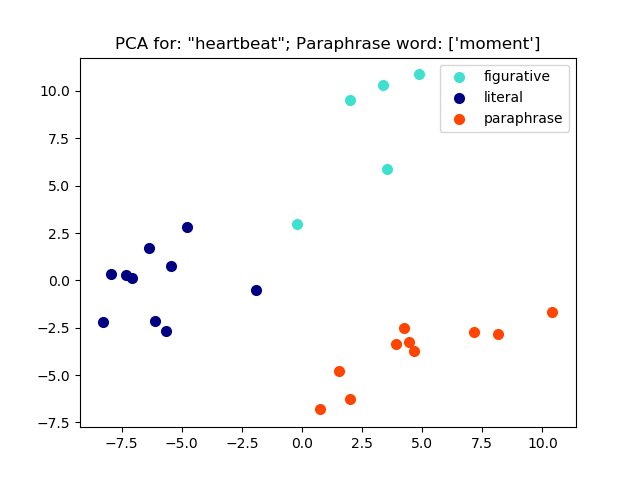 PCA for: "heartbeat"; Paraphrase word: ['moment']
figurative
literal
paraphrase
10.0
7.5
5.0
2.5
0.0
−2.5
−5.0
−7.5
−7.5 −5.0 −2.5 0.0 2.5 5.0 7.5 10.0